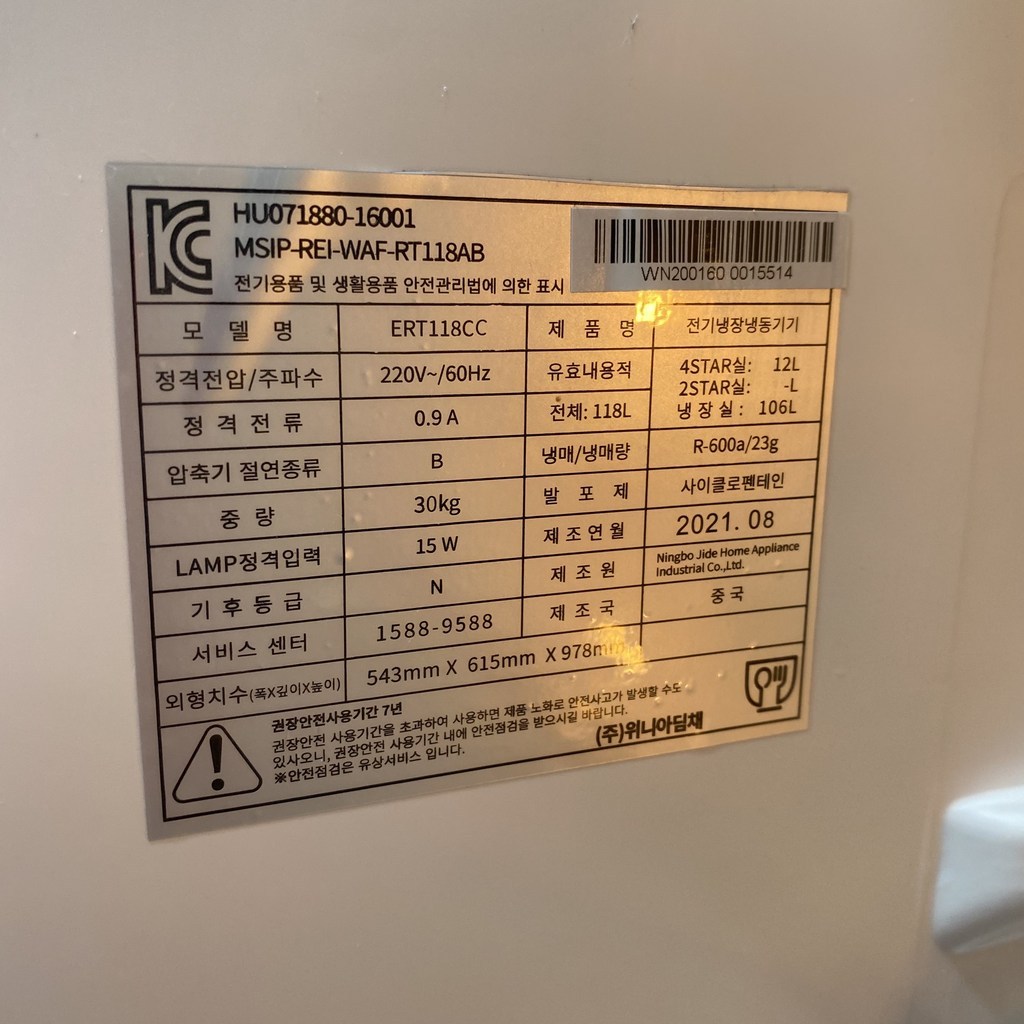 KC
HU071880-16001
MSIP-REI-WAF-RT118AB
전기용품 및 생활용품 안전관리법에 의한 표시
WN200160 0015514
모 델 명 ERT118CC
정격전압/주파수 220V~/60Hz
정 격 전 류 0.9 A
압축기 절연종류 B
중 량 30kg
LAMP정격입력 15 W
기 후 등 급 N
서비스 센터 1588-9588
외형치수(폭X깊이X높이) 543mm X 615mm X 978mm
제 품 명 전기냉장냉동기기
유효내용적 4STAR실: 12L
2STAR실: -L
전체: 118L 냉 장 실 : 106L
냉매/냉매량 R-600a/23g
발 포 제 사이클로펜테인
제 조 연 월 2021. 08
제 조 원 Ningbo Jide Home Appliance
Industrial Co.,Ltd.
제 조 국 중 국
권장안전사용기간 7년
권장안전 사용기간을 초과하여 사용하면 제품 노화로 안전사고가 발생할 수도
있사오니, 권장안전 사용기간 내에 안전점검을 받으시길 바랍니다.
※안전점검은 유상서비스 입니다.
(주)위니아딤채